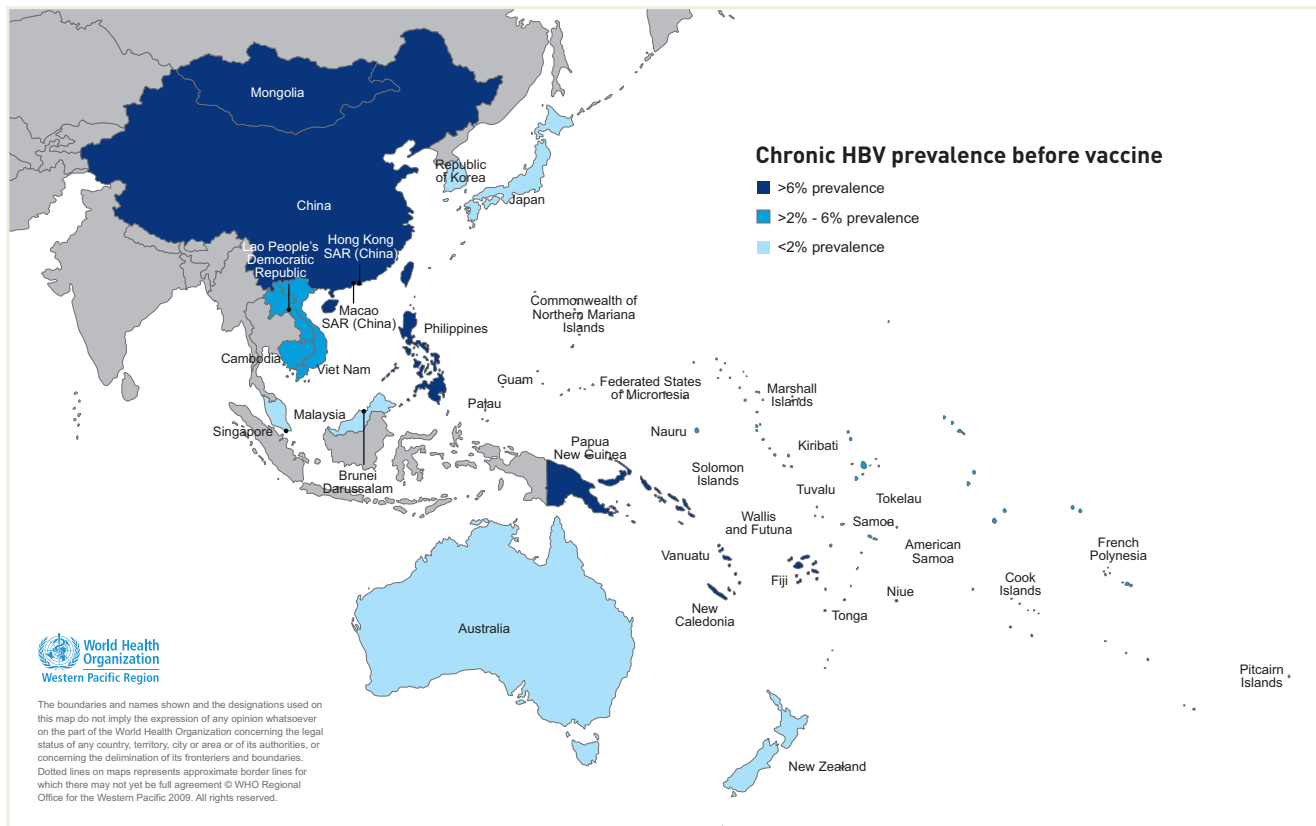 Mongolia
Chronic HBV prevalence before vaccine
>6% prevalence
>2% - 6% prevalence
<2% prevalence
Republic
of Korea
Japan
China
Lao People's
Democratic
Republic
Hong Kong
SAR (China)
Macao
SAR (China)
Commonwealth of
Northern Mariana
Islands
Philippines
Cambodia
Viet Nam
Guam
Federated States
of Micronesia
Marshall
Islands
Palau
Malaysia
Singapore
Nauru
Kiribati
Papua
New Guinea
Brunei
Darussalam
Solomon
Islands
Tuvalu
Tokelau
Wallis
and Futuna
Samoa
American
Samoa
French
Polynesia
Vanuatu
Fiji
Niue
Cook
Islands
New
Caledonia
Tonga
Australia
Pitcairn
Islands
New Zealand
World Health
Organization
Western Pacific Region
The boundaries and names shown and the designations used on
this map do not imply the expression of any opinion whatsoever
on the part of the World Health Organization concerning the legal
status of any country, territory, city or area or of its authorities, or
concerning the delimination of its fronteriers and boundaries.
Dotted lines on maps represents approximate border lines for
which there may not yet be full agreement © WHO Regional
Office for the Western Pacific 2009. All rights reserved.